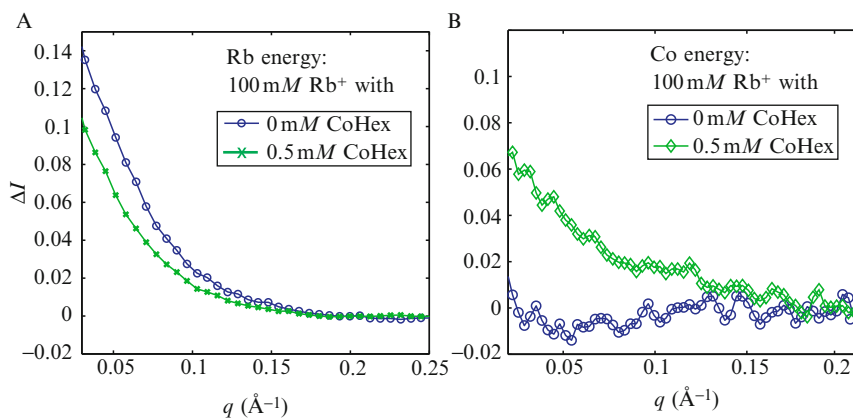 A
Rb energy:
100 mM Rb⁺ with
0 mM CoHex
0.5 mM CoHex
ΔI
0.14
0.12
0.1
0.08
0.06
0.04
0.02
0
−0.02
0.05
0.1
0.15
0.2
0.25
q (Å⁻¹)
B
Co energy:
100 mM Rb⁺ with
0 mM CoHex
0.5 mM CoHex
0.1
0.08
0.06
0.04
0.02
0
−0.02
0.05
0.1
0.15
0.2
q (Å⁻¹)